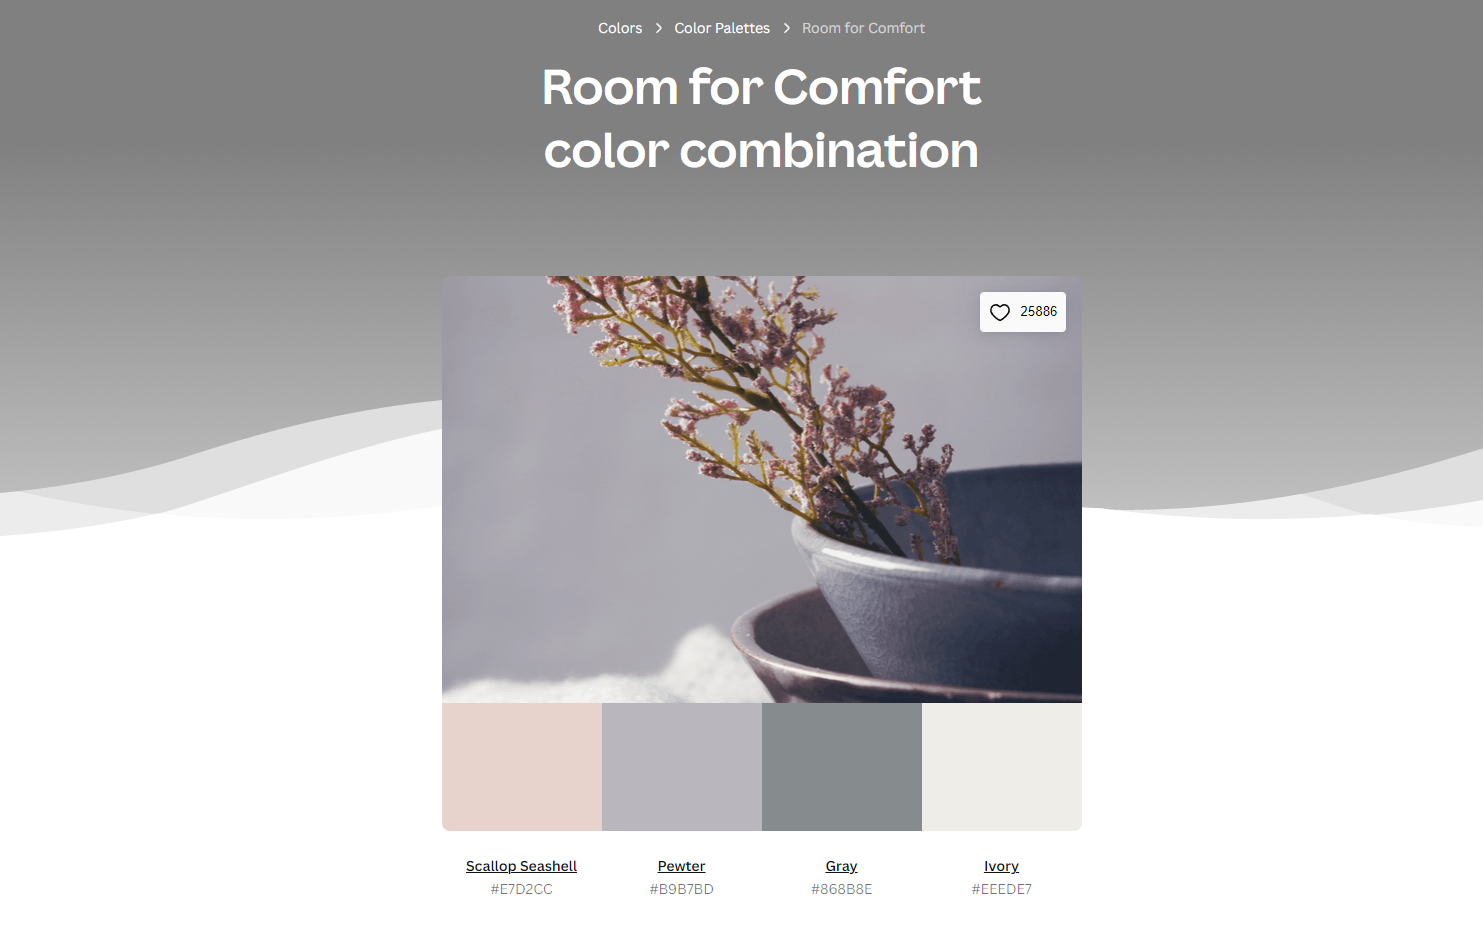 Colors > Color Palettes > Room for Comfort
Room for Comfort
color combination
25886
Scallop Seashell Pewter Gray Ivory
#E7D2CC #B9B7BD #868B8E #EEEDE7